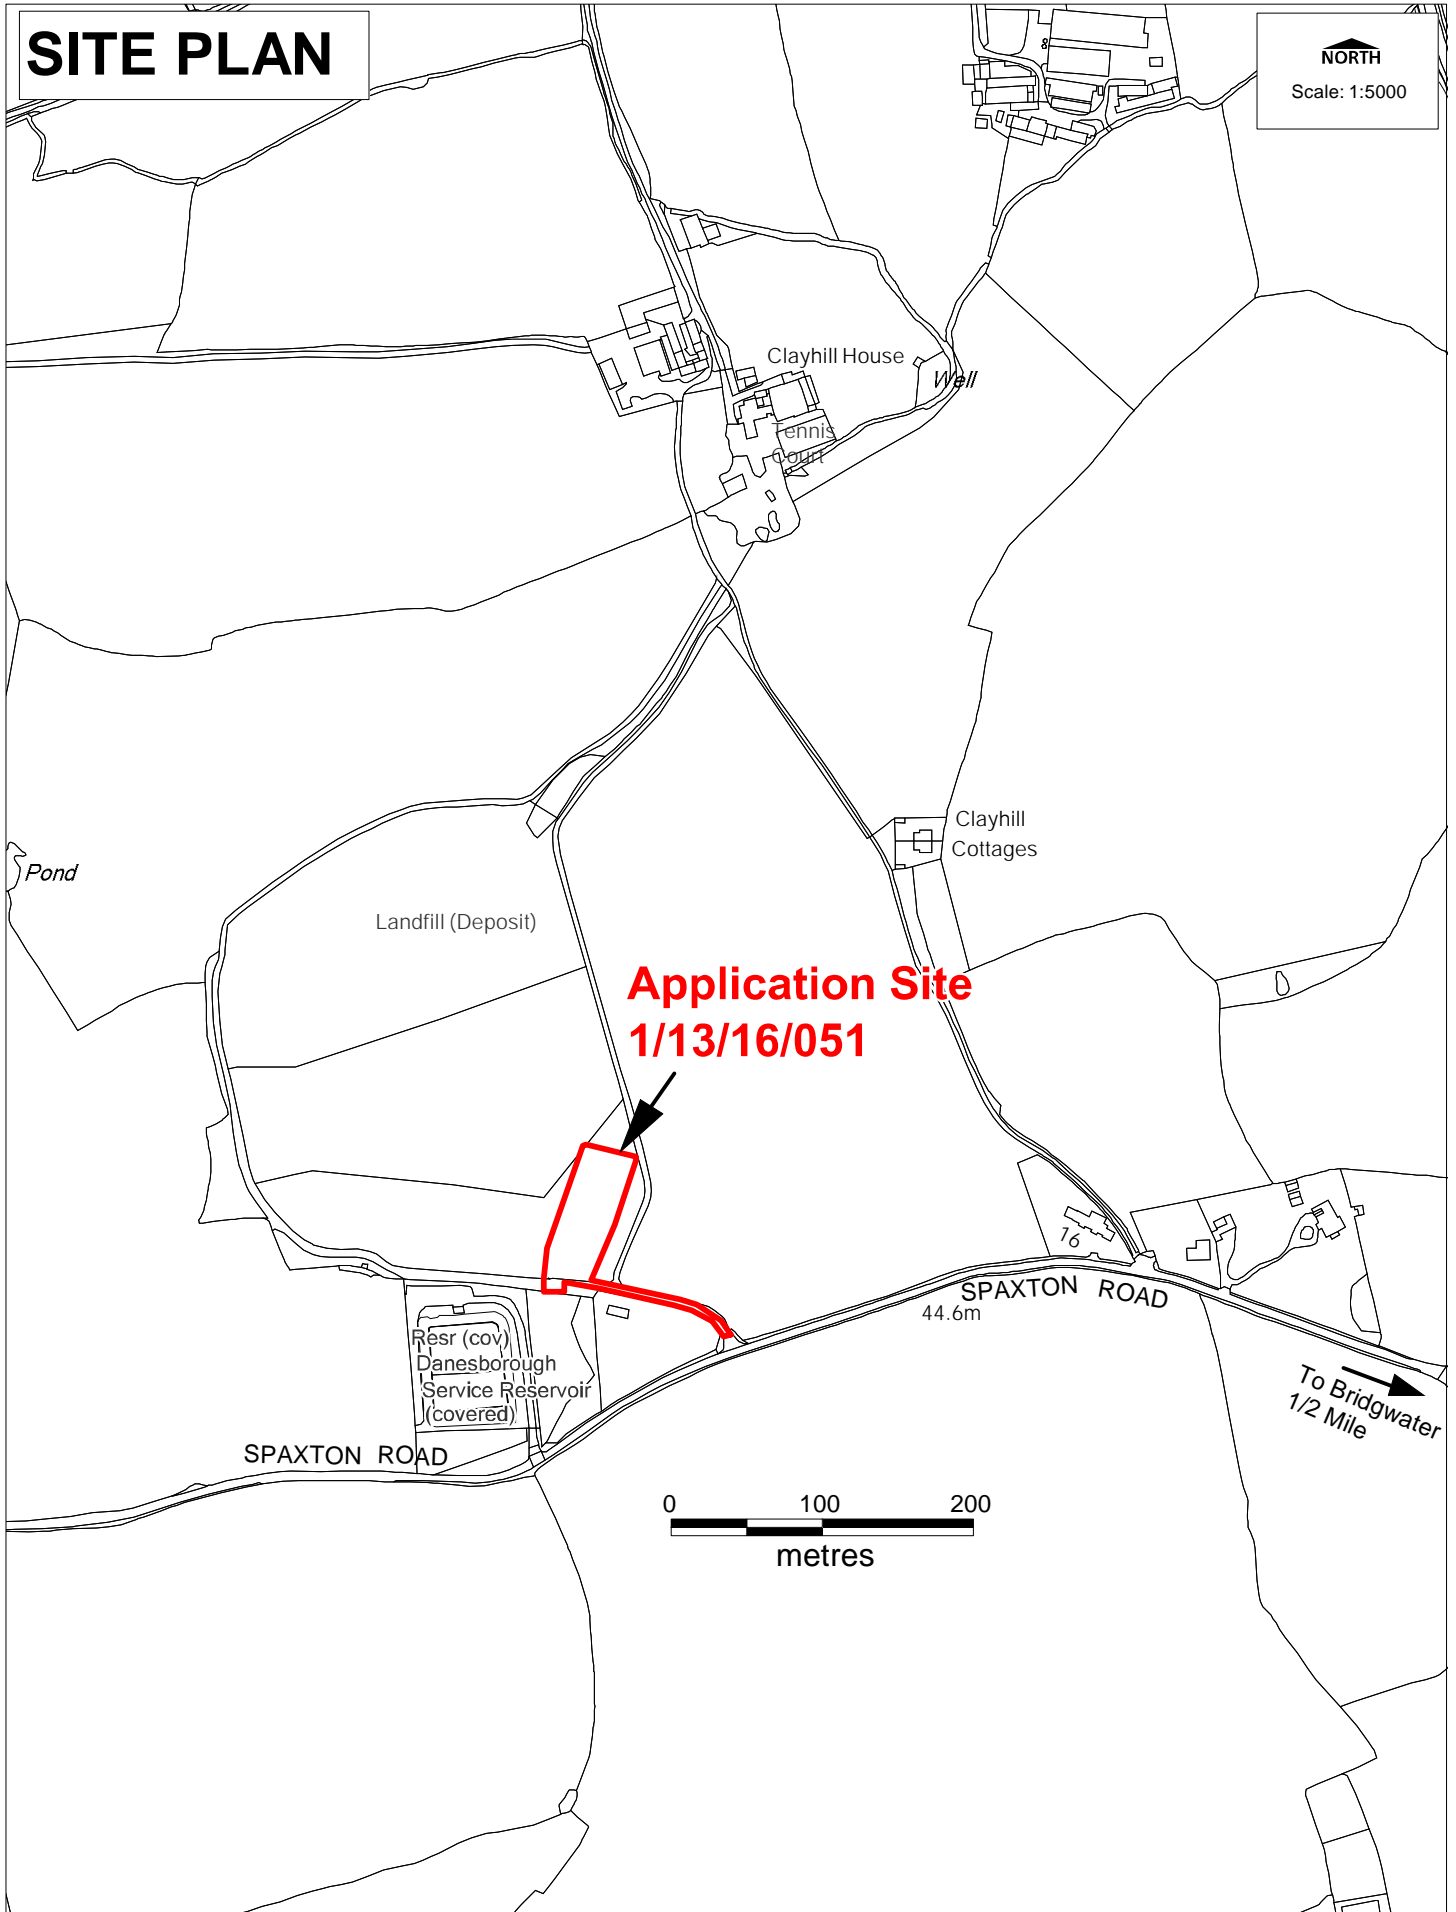 SITE PLAN
NORTH
Scale: 1:5000
Clayhill House
Well
Tennis
Court
Clayhill
Cottages
Pond
Landfill (Deposit)
Application Site
1/13/16/051
16
SPAXTON ROAD
44.6m
Resr (cov)
Danesborough
Service Reservoir
(covered)
To Bridgwater
1/2 Mile
SPAXTON ROAD
0 100 200
metres